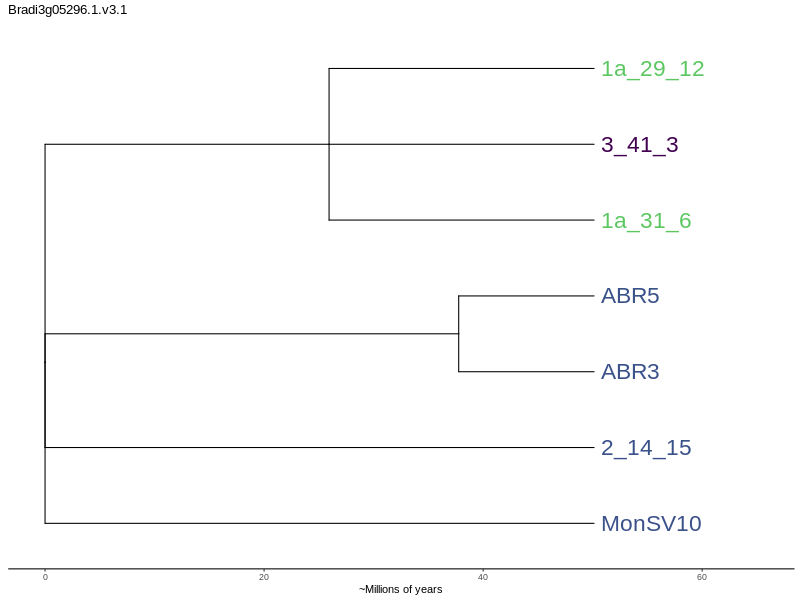 Bradi3g05296.1.v3.1
1a_29_12
3_41_3
1a_31_6
ABR5
ABR3
2_14_15
MonSV10
0 20 40 60
~Millions of years